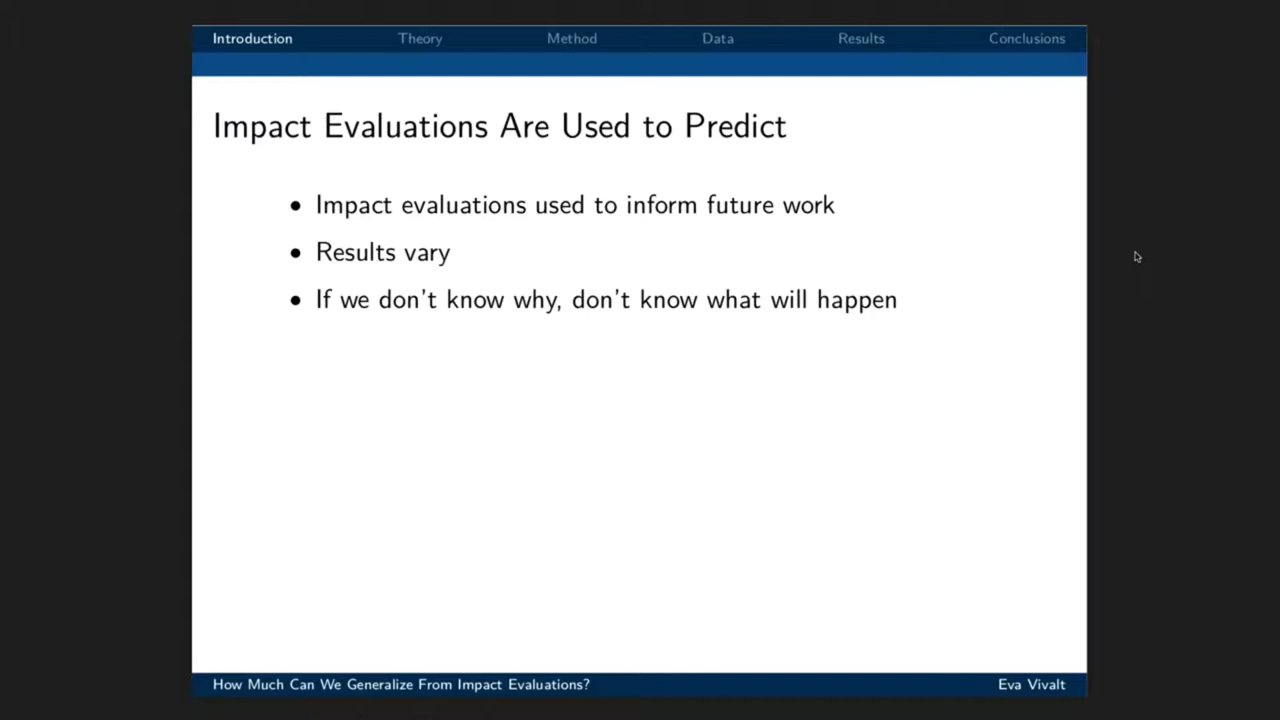 Introduction Theory Method Data Results Conclusions
Impact Evaluations Are Used to Predict
• Impact evaluations used to inform future work
• Results vary
• If we don't know why, don't know what will happen
How Much Can We Generalize From Impact Evaluations? Eva Vivalt